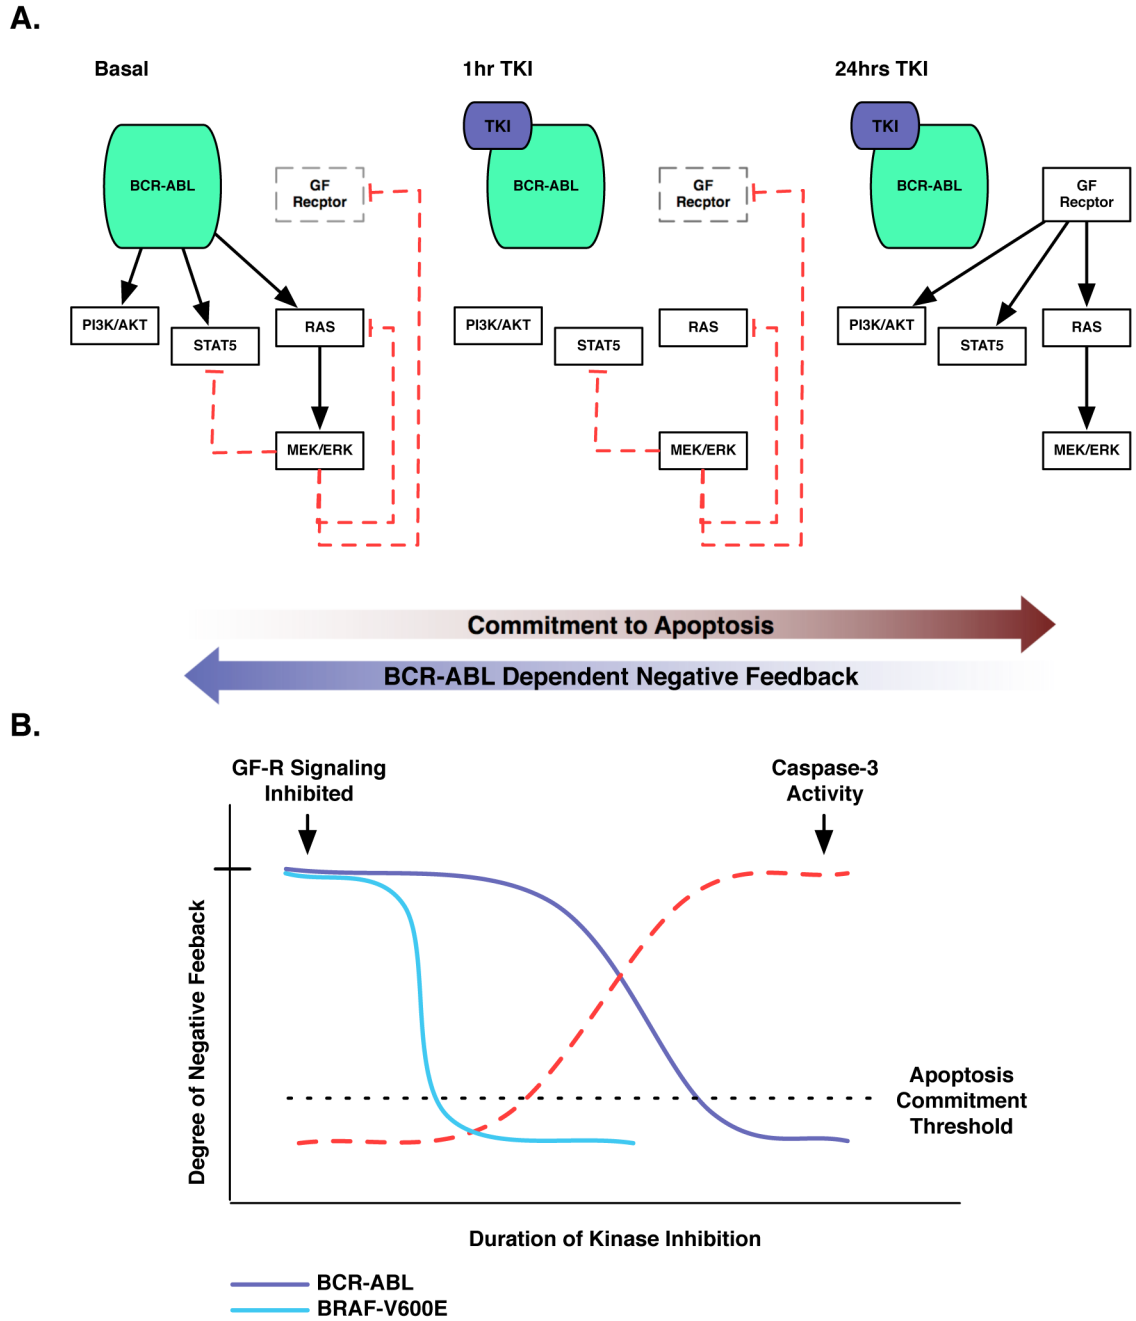 A.
Basal
1hr TKI
24hrs TKI
BCR-ABL
GF
Recptor
PI3K/AKT
STAT5
RAS
MEK/ERK
TKI
BCR-ABL
GF
Recptor
PI3K/AKT
STAT5
RAS
MEK/ERK
TKI
BCR-ABL
GF
Recptor
PI3K/AKT
STAT5
RAS
MEK/ERK
Commitment to Apoptosis
BCR-ABL Dependent Negative Feedback
B.
GF-R Signaling
Inhibited
Caspase-3
Activity
Degree of Negative Feeback
Apoptosis
Commitment
Threshold
Duration of Kinase Inhibition
BCR-ABL
BRAF-V600E